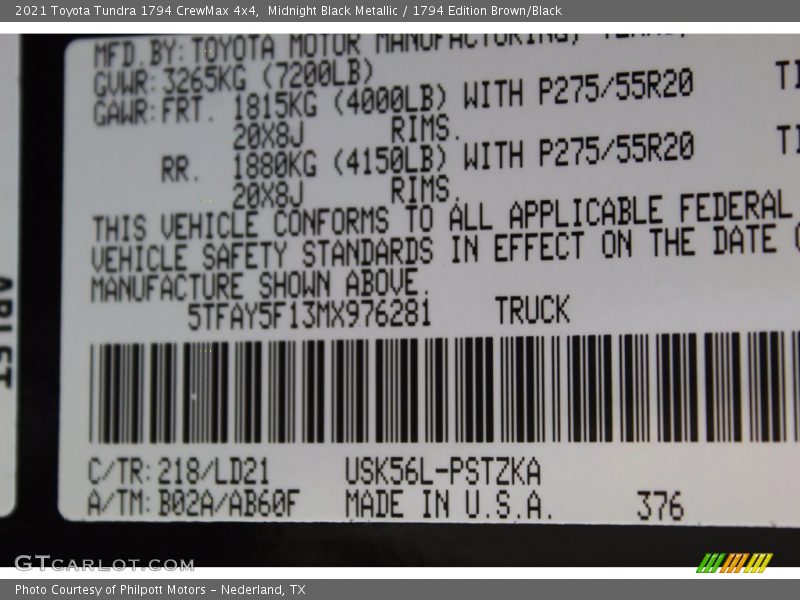 2021 Toyota Tundra 1794 CrewMax 4x4, Midnight Black Metallic / 1794 Edition Brown/Black
MFD.BY:TOYOTA MOTOR MANUFACTURING,
GVWR:3265KG (7200LB)
GAWR:FRT. 1815KG (4000LB) WITH P275/55R20 TI
20X8J RIMS.
RR. 1880KG (4150LB) WITH P275/55R20 TI
20X8J RIMS.
THIS VEHICLE CONFORMS TO ALL APPLICABLE FEDERAL
VEHICLE SAFETY STANDARDS IN EFFECT ON THE DATE
MANUFACTURE SHOWN ABOVE.
5TFAY5F13MX976281 TRUCK
C/TR:218/LD21 USK56L-PSTZKA
A/TM:B02A/AB60F MADE IN U.S.A. 376
GTCARLOT.COM
Photo Courtesy of Philpott Motors – Nederland, TX